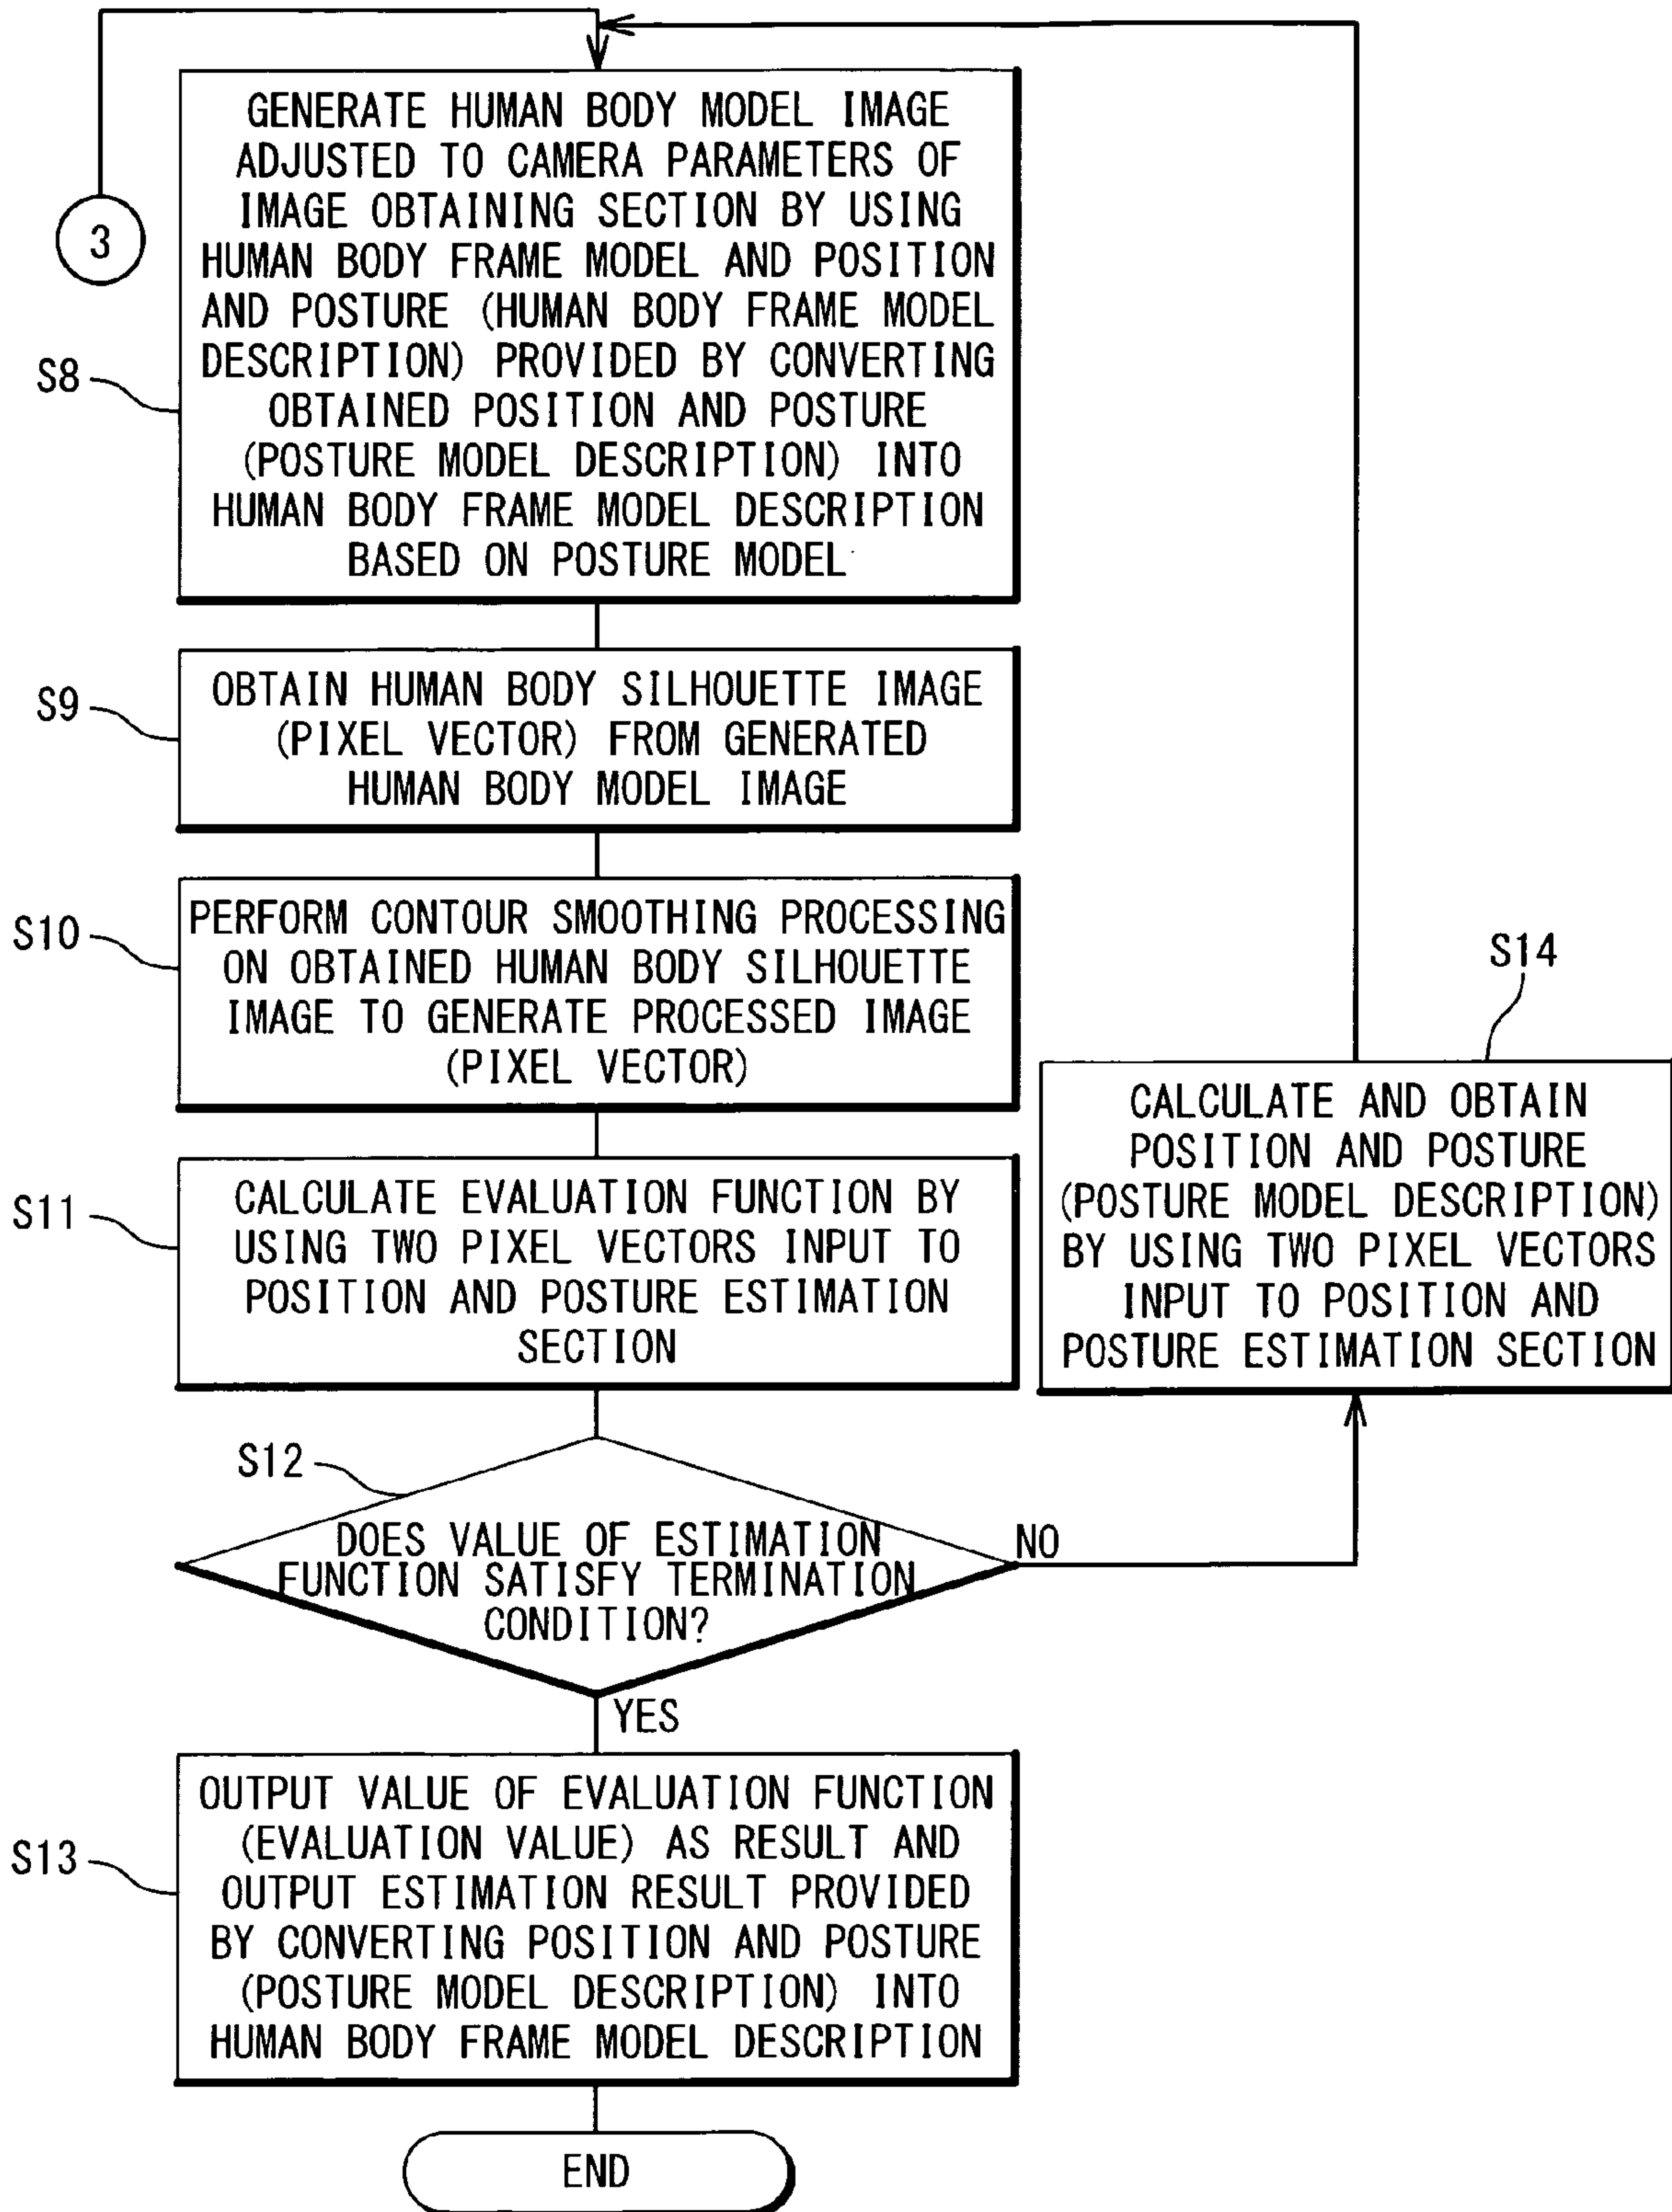 3
S8
GENERATE HUMAN BODY MODEL IMAGE
ADJUSTED TO CAMERA PARAMETERS OF
IMAGE OBTAINING SECTION BY USING
HUMAN BODY FRAME MODEL AND POSITION
AND POSTURE (HUMAN BODY FRAME MODEL
DESCRIPTION) PROVIDED BY CONVERTING
OBTAINED POSITION AND POSTURE
(POSTURE MODEL DESCRIPTION) INTO
HUMAN BODY FRAME MODEL DESCRIPTION
BASED ON POSTURE MODEL
S9
OBTAIN HUMAN BODY SILHOUETTE IMAGE
(PIXEL VECTOR) FROM GENERATED
HUMAN BODY MODEL IMAGE
S10
PERFORM CONTOUR SMOOTHING PROCESSING
ON OBTAINED HUMAN BODY SILHOUETTE
IMAGE TO GENERATE PROCESSED IMAGE
(PIXEL VECTOR)
S11
CALCULATE EVALUATION FUNCTION BY
USING TWO PIXEL VECTORS INPUT TO
POSITION AND POSTURE ESTIMATION
SECTION
S12
DOES VALUE OF ESTIMATION
FUNCTION SATISFY TERMINATION
CONDITION?
NO
YES
S14
CALCULATE AND OBTAIN
POSITION AND POSTURE
(POSTURE MODEL DESCRIPTION)
BY USING TWO PIXEL VECTORS
INPUT TO POSITION AND
POSTURE ESTIMATION SECTION
S13
OUTPUT VALUE OF EVALUATION FUNCTION
(EVALUATION VALUE) AS RESULT AND
OUTPUT ESTIMATION RESULT PROVIDED
BY CONVERTING POSITION AND POSTURE
(POSTURE MODEL DESCRIPTION) INTO
HUMAN BODY FRAME MODEL DESCRIPTION
END